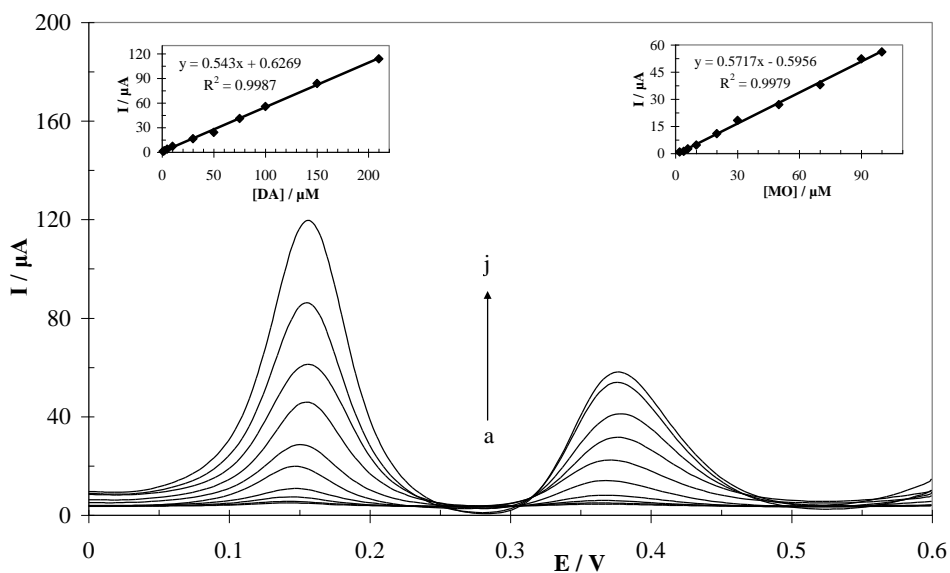 200
160
120
80
40
0
I / µA
0
0.1
0.2
0.3
0.4
0.5
0.6
E / V
120
90
60
30
0
I / µA
y = 0.543x + 0.6269
R² = 0.9987
0
50
100
150
200
[DA] / µM
60
45
30
15
0
I / µA
y = 0.5717x - 0.5956
R² = 0.9979
0
30
60
90
[MO] / µM
j
a